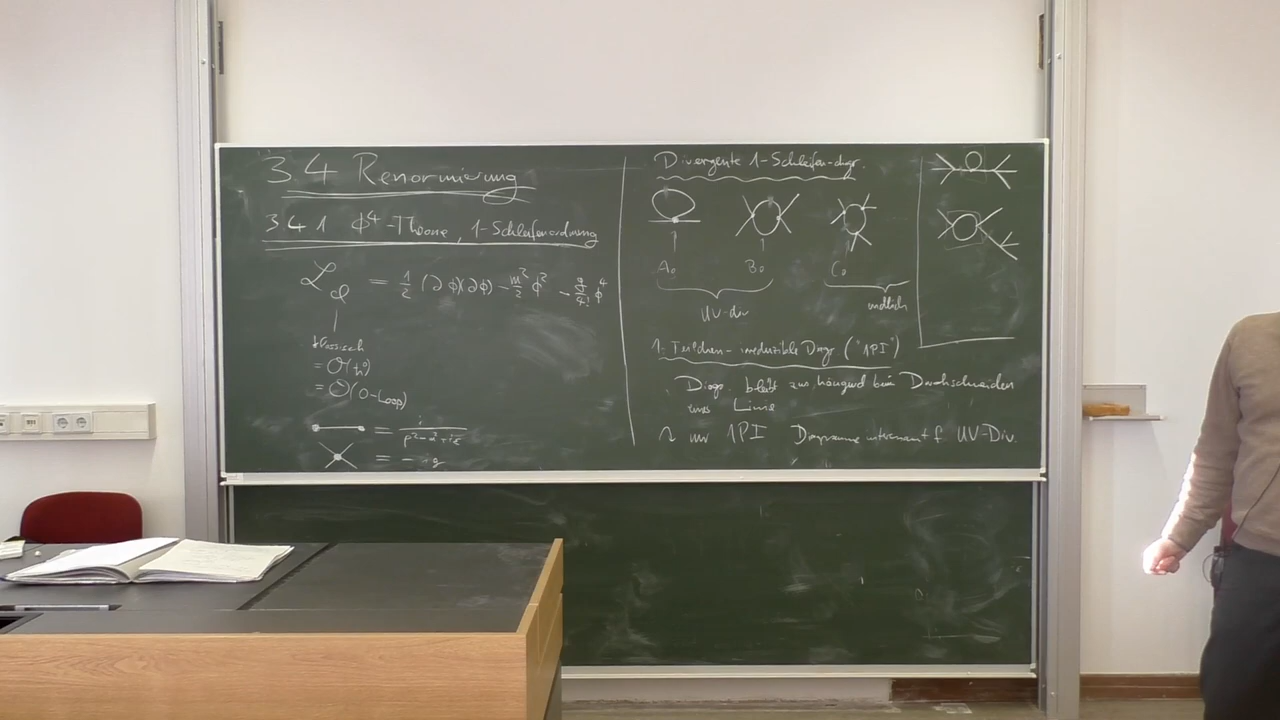 3.4 Renormierung
3.4.1 ϕ⁴-Theorie, 1-Schleifenordnung
ℒ_cl = 1/2 (∂ϕ)(∂ϕ) - m²/2 ϕ² - g/4! ϕ⁴
klassisch
= O(ħ⁰)
= O(0-Loop)
= i/(p²-m²+iε)
= -ig
Divergente 1-Schleifen-diagr.
A₀ B₀ C₀
UV-div endlich
1-Teilchen-irreduzible Diagr ("1PI")
Diagr. bleibt zus.hängend beim Durchschneiden
einer Linie
nur 1PI Diagramme interessant f. UV-Div.